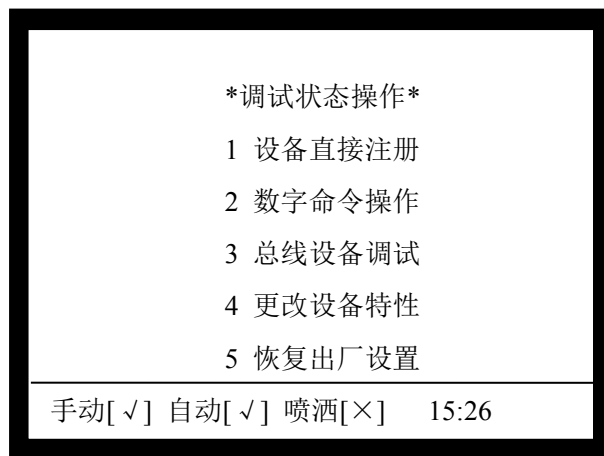 *调试状态操作*
1 设备直接注册
2 数字命令操作
3 总线设备调试
4 更改设备特性
5 恢复出厂设置
手动[√] 自动[√] 喷洒[×] 15:26